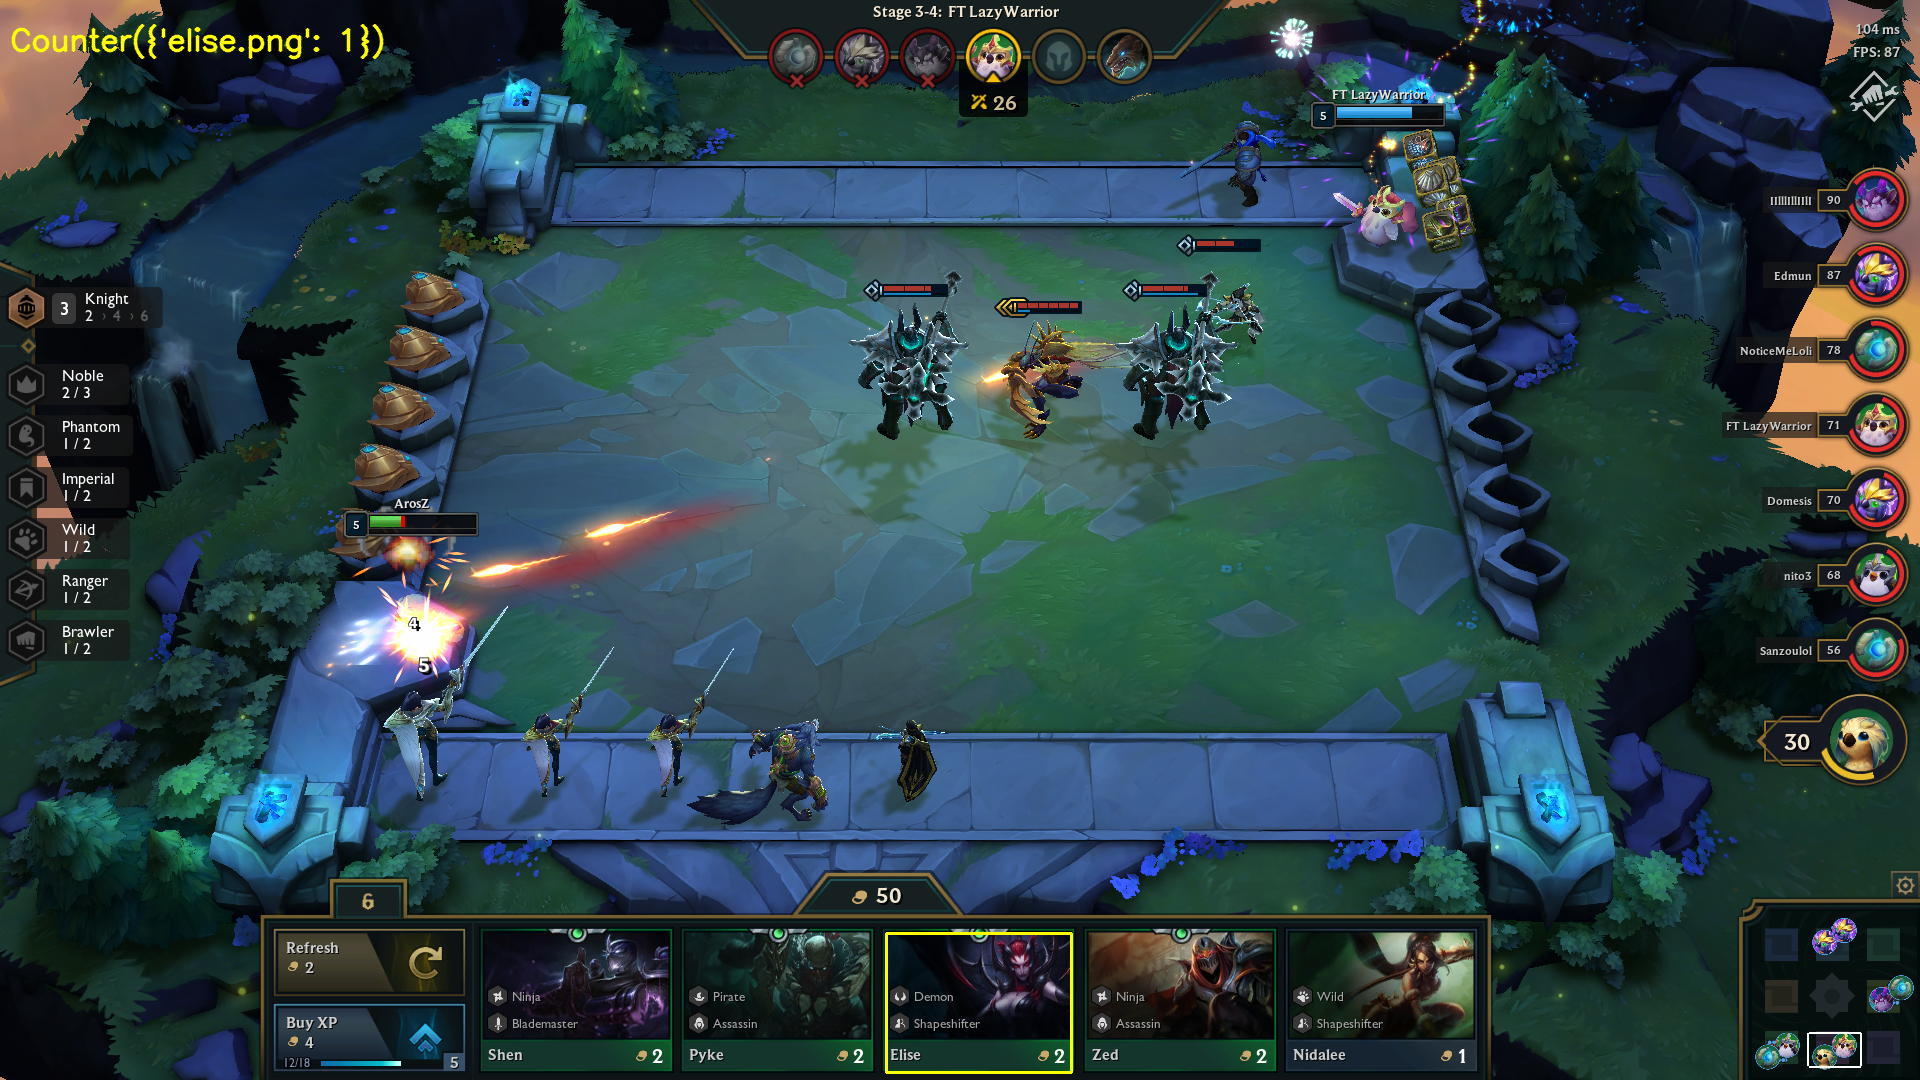 Counter({'elise.png': 1})
Stage 3-4: FT LazyWarrior
26
104 ms
FPS: 87
FT LazyWarrior
5
90
Edmun 87
NoticeMeLoli 78
FT LazyWarrior 71
Domesis 70
nito3 68
Sanzoulol 56
30
3 Knight
2 › 4 › 6
Noble
2 / 3
Phantom
1 / 2
Imperial
1 / 2
Wild
1 / 2
Ranger
1 / 2
Brawler
1 / 2
ArosZ
5
4
5
6
50
Refresh
2
Buy XP
4
12/18 5
Ninja
Blademaster
Shen 2
Pirate
Assassin
Pyke 2
Demon
Shapeshifter
Elise 2
Ninja
Assassin
Zed 2
Wild
Shapeshifter
Nidalee 1